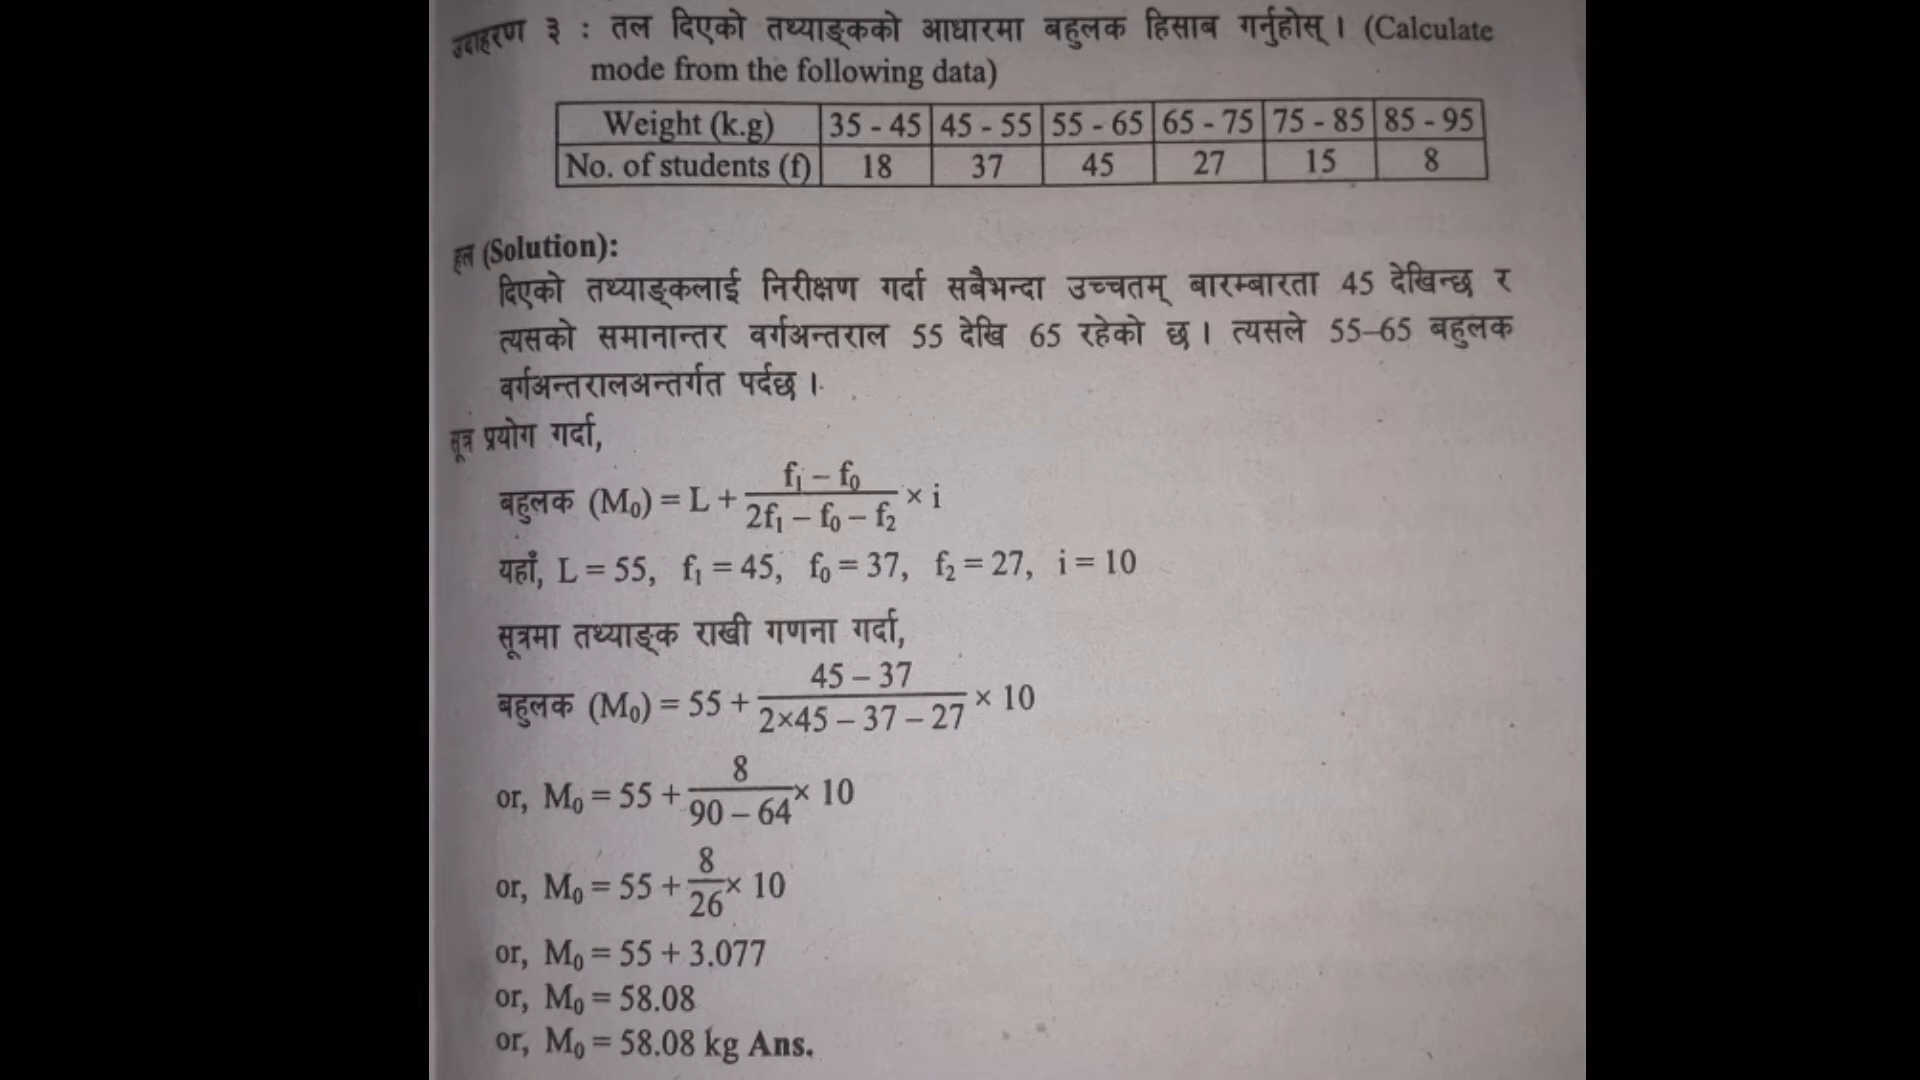 उदाहरण ३ : तल दिएको तथ्याङ्कको आधारमा बहुलक हिसाब गर्नुहोस् । (Calculate
mode from the following data)
Weight (k.g) 35 - 45 45 - 55 55 - 65 65 - 75 75 - 85 85 - 95
No. of students (f) 18 37 45 27 15 8
हल (Solution):
दिएको तथ्याङ्कलाई निरीक्षण गर्दा सबैभन्दा उच्चतम् बारम्बारता 45 देखिन्छ र
त्यसको समानान्तर वर्गअन्तराल 55 देखि 65 रहेको छ । त्यसले 55–65 बहुलक
वर्गअन्तरालअन्तर्गत पर्दछ ।
सूत्र प्रयोग गर्दा,
बहुलक (M₀) = L + (f₁ – f₀)/(2f₁ – f₀ – f₂) × i
यहाँ, L = 55, f₁ = 45, f₀ = 37, f₂ = 27, i = 10
सूत्रमा तथ्याङ्क राखी गणना गर्दा,
बहुलक (M₀) = 55 + (45 – 37)/(2×45 – 37 – 27) × 10
or, M₀ = 55 + 8/(90 – 64) × 10
or, M₀ = 55 + 8/26 × 10
or, M₀ = 55 + 3.077
or, M₀ = 58.08
or, M₀ = 58.08 kg Ans.